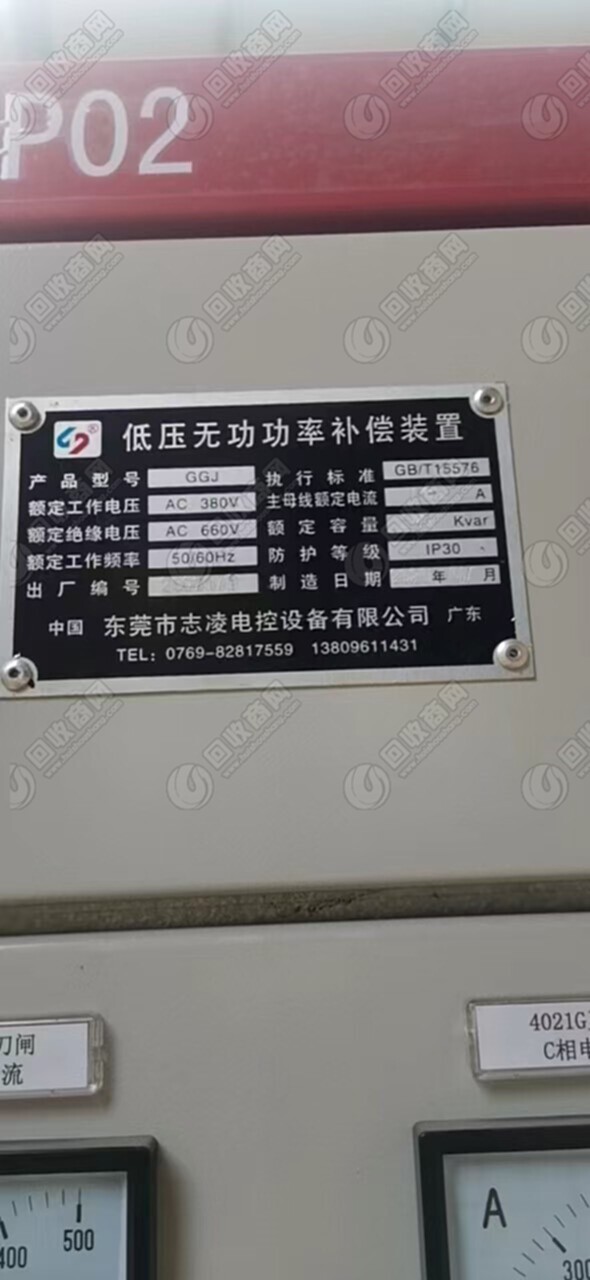 P02
低压无功功率补偿装置
产品型号 GGJ 执行标准 GB/T15576
额定工作电压 AC 380V 主母线额定电流 A
额定绝缘电压 AC 660V 额定容量 Kvar
额定工作频率 50/60Hz 防护等级 IP30
出厂编号 制造日期 年 月
中国 东莞市志凌电控设备有限公司 广东
TEL: 0769-82817559 13809611431
刀闸
流
4021G
C相电
400 500
A
300
回收商网